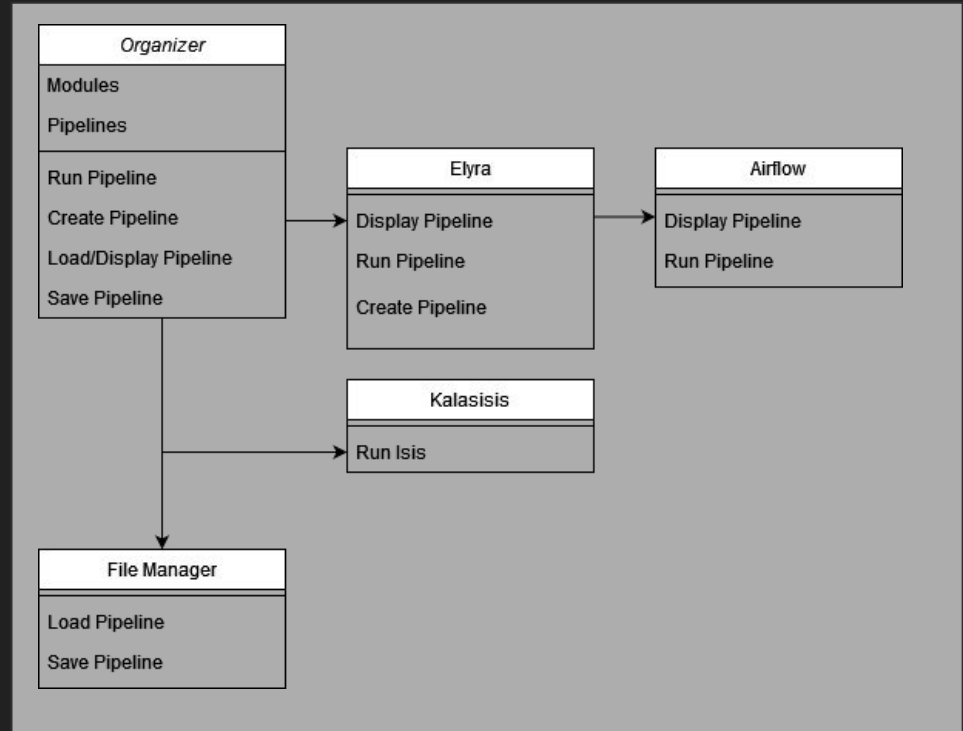 Organizer
Modules
Pipelines
Run Pipeline
Create Pipeline
Load/Display Pipeline
Save Pipeline
Elyra
Display Pipeline
Run Pipeline
Create Pipeline
Airflow
Display Pipeline
Run Pipeline
Kalasisis
Run Isis
File Manager
Load Pipeline
Save Pipeline